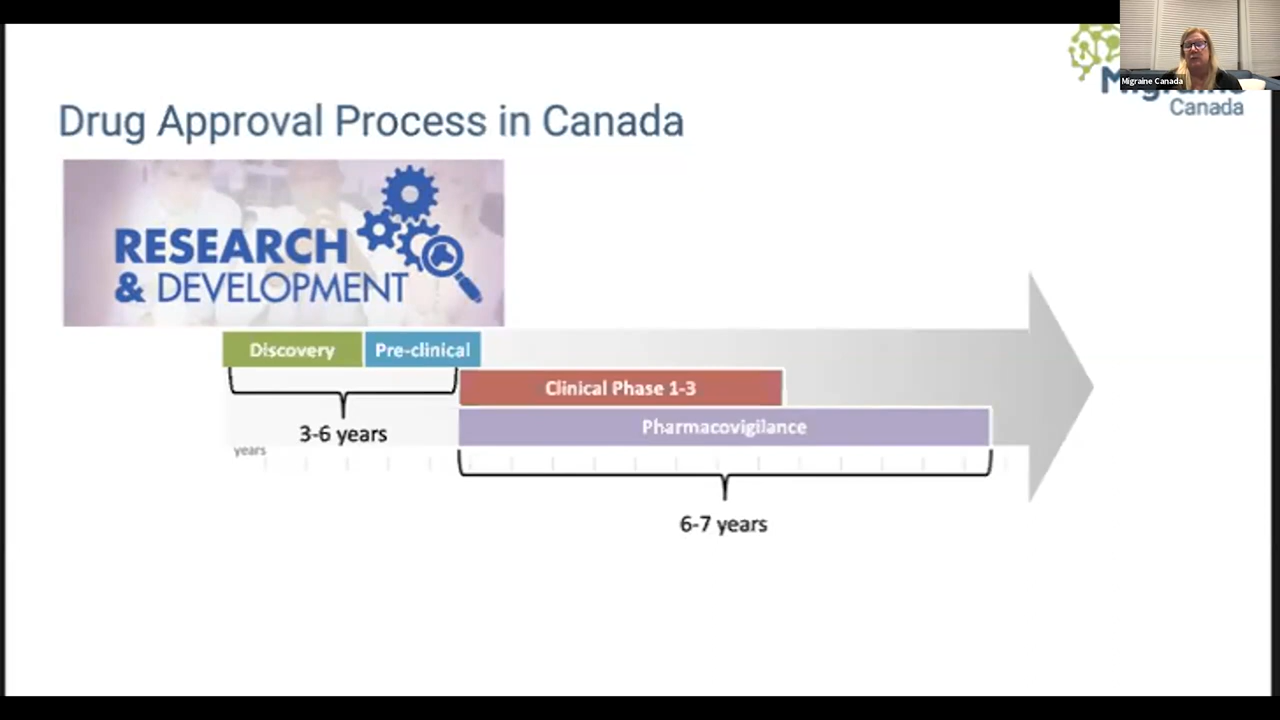 Migraine Canada
Migraine
Canada
Drug Approval Process in Canada
RESEARCH
& DEVELOPMENT
Discovery
Pre-clinical
Clinical Phase 1-3
Pharmacovigilance
3-6 years
years
6-7 years